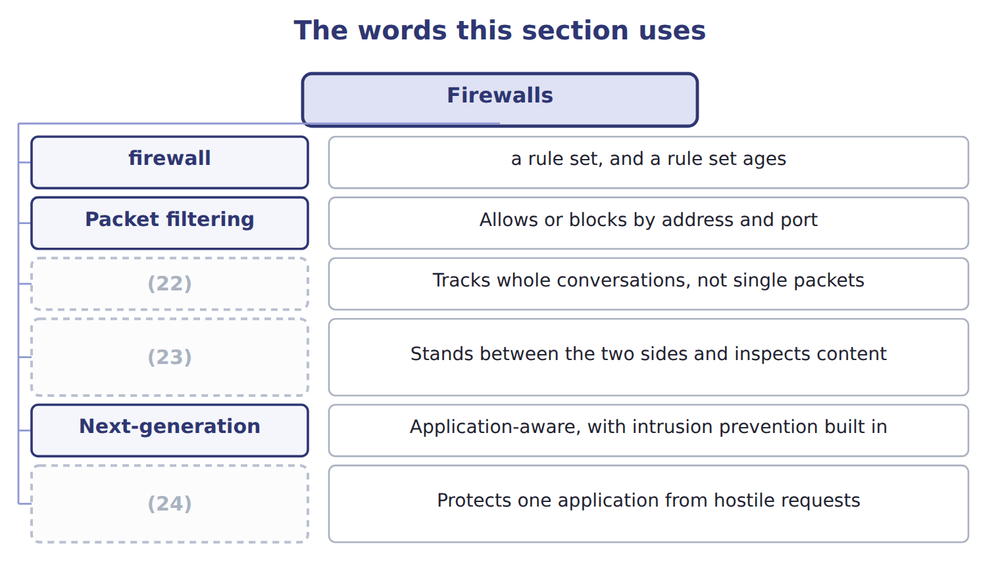 The words this section uses
Firewalls
firewall
a rule set, and a rule set ages
Packet filtering
Allows or blocks by address and port
(22)
Tracks whole conversations, not single packets
(23)
Stands between the two sides and inspects content
Next-generation
Application-aware, with intrusion prevention built in
(24)
Protects one application from hostile requests